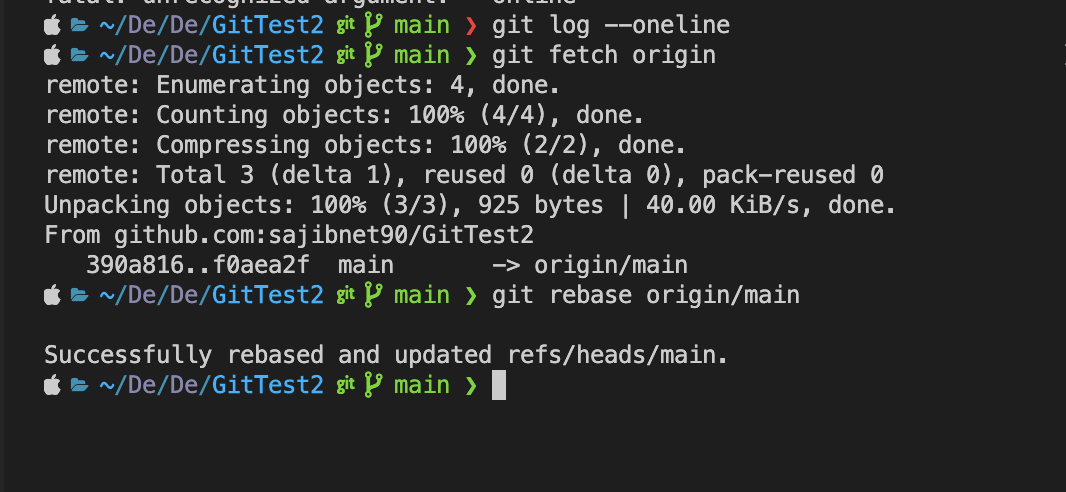 ~/De/De/GitTest2 git main ❯ git log --oneline
~/De/De/GitTest2 git main ❯ git fetch origin
remote: Enumerating objects: 4, done.
remote: Counting objects: 100% (4/4), done.
remote: Compressing objects: 100% (2/2), done.
remote: Total 3 (delta 1), reused 0 (delta 0), pack-reused 0
Unpacking objects: 100% (3/3), 925 bytes | 40.00 KiB/s, done.
From github.com:sajibnet90/GitTest2
390a816..f0aea2f main -> origin/main
~/De/De/GitTest2 git main ❯ git rebase origin/main
Successfully rebased and updated refs/heads/main.
~/De/De/GitTest2 git main ❯